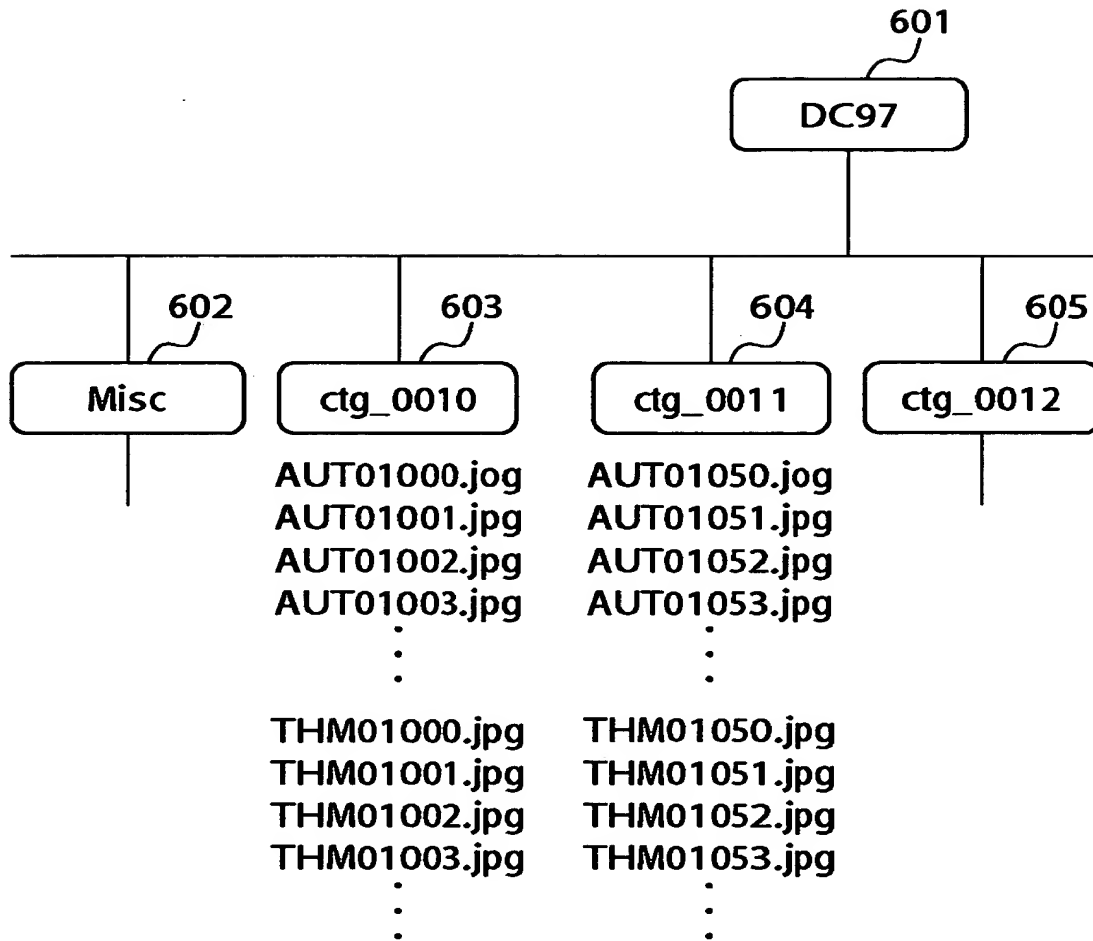 601
DC97
602 603 604 605
Misc ctg_0010 ctg_0011 ctg_0012
AUT01000.jog AUT01050.jog
AUT01001.jpg AUT01051.jpg
AUT01002.jpg AUT01052.jpg
AUT01003.jpg AUT01053.jpg
THM01000.jpg THM01050.jpg
THM01001.jpg THM01051.jpg
THM01002.jpg THM01052.jpg
THM01003.jpg THM01053.jpg